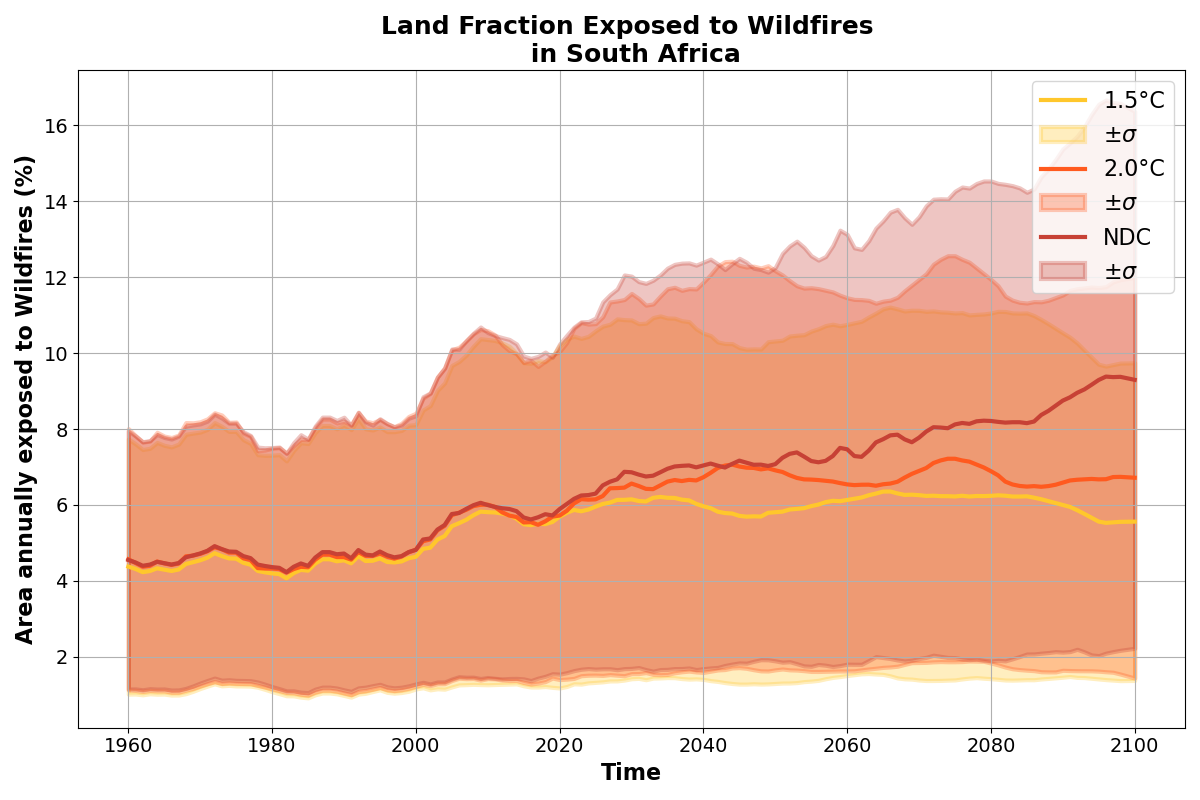 Land Fraction Exposed to Wildfires
in South Africa
Area annually exposed to Wildfires (%)
16
14
12
10
8
6
4
2
1.5°C
±σ
2.0°C
±σ
NDC
±σ
1960
1980
2000
2020
2040
2060
2080
2100
Time